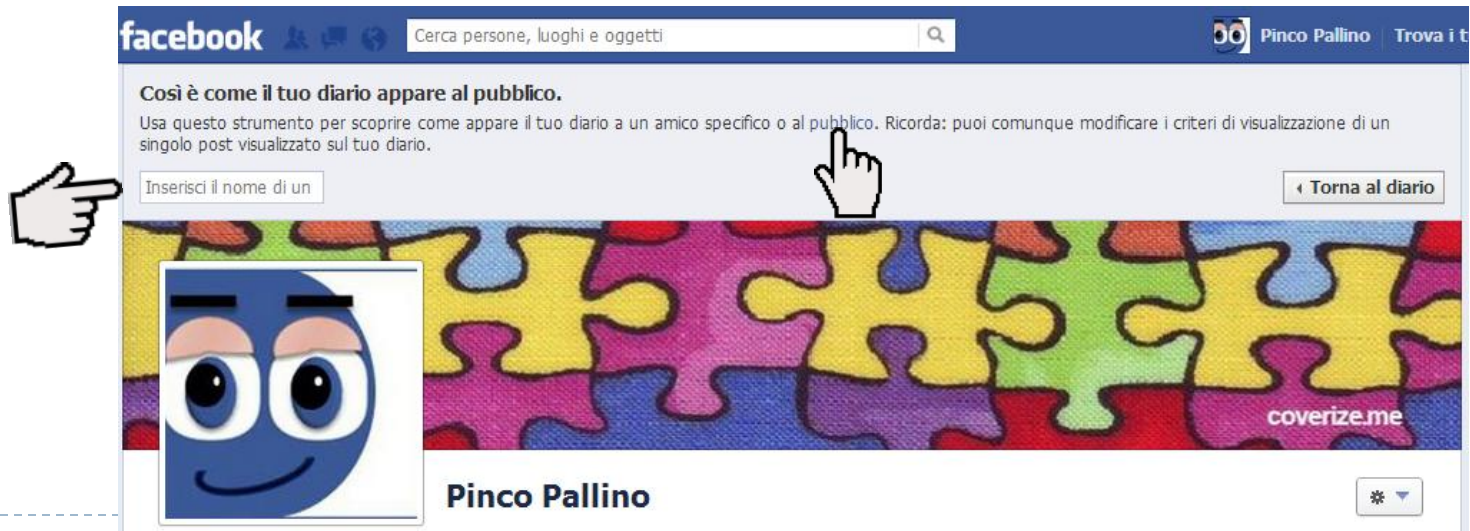 facebook
Cerca persone, luoghi e oggetti
Pinco Pallino
Trova i t
Così è come il tuo diario appare al pubblico.
Usa questo strumento per scoprire come appare il tuo diario a un amico specifico o al pubblico. Ricorda: puoi comunque modificare i criteri di visualizzazione di un
singolo post visualizzato sul tuo diario.
Inserisci il nome di un
Torna al diario
coverize.me
Pinco Pallino